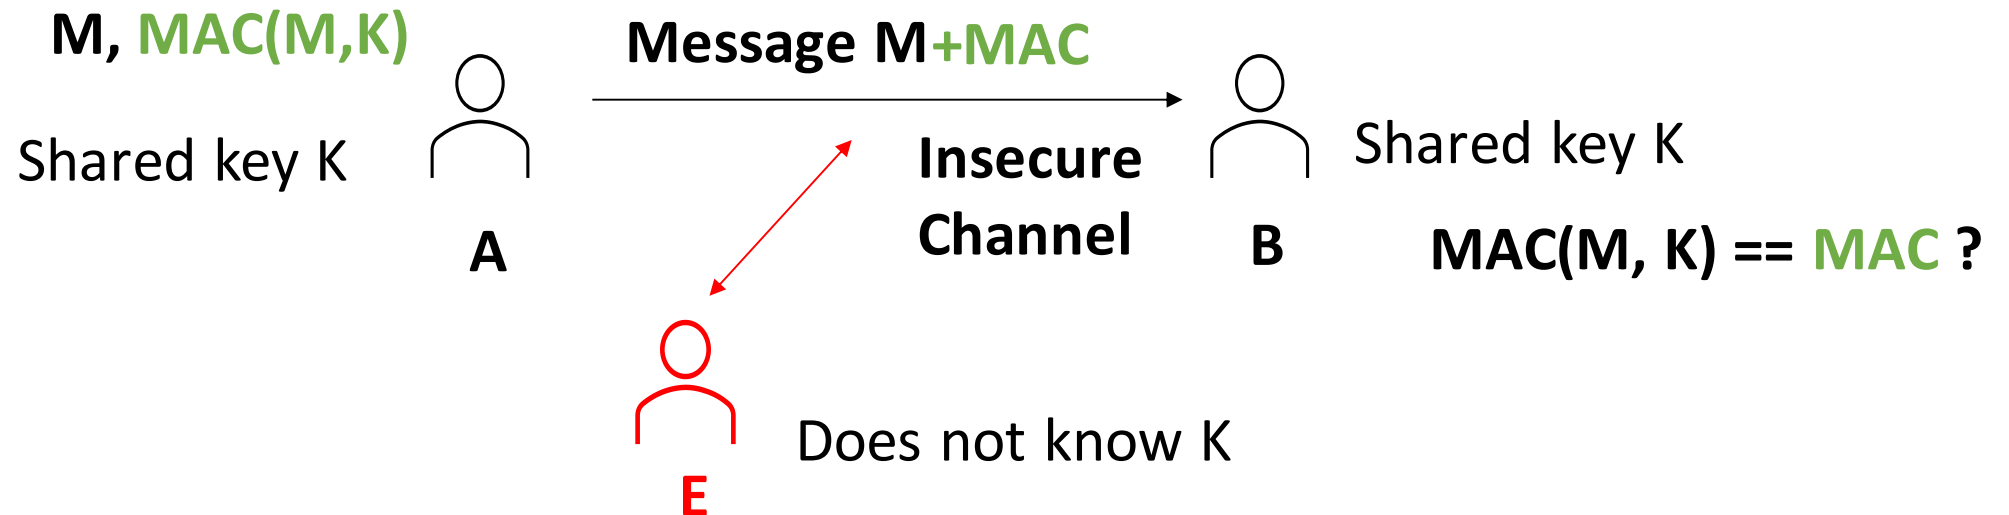 M, MAC(M,K)
Message M+MAC
Shared key K
Insecure
Channel
Shared key K
A
B
MAC(M, K) == MAC ?
Does not know K
E